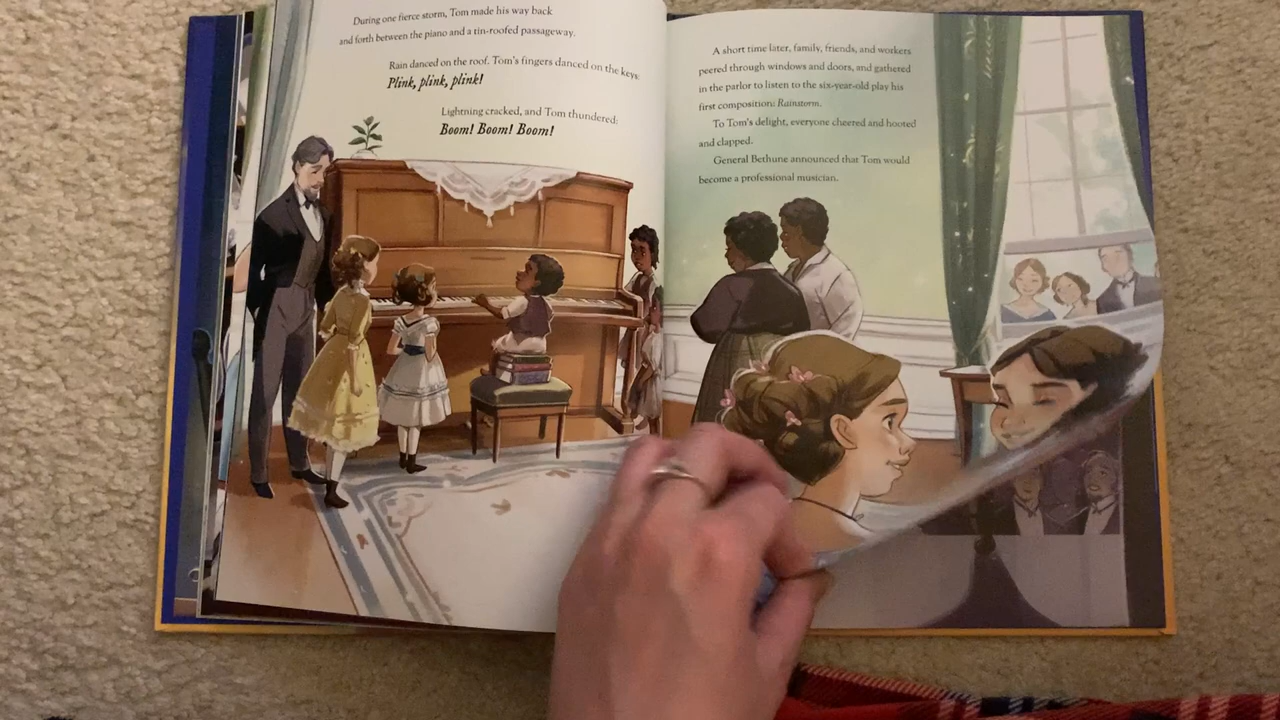 During one fierce storm, Tom made his way back
and forth between the piano and a tin-roofed passageway.
Rain danced on the roof. Tom's fingers danced on the keys:
Plink, plink, plink!
Lightning cracked, and Tom thundered:
Boom! Boom! Boom!
A short time later, family, friends, and workers
peered through windows and doors, and gathered
in the parlor to listen to the six-year-old play his
first composition: Rainstorm.
To Tom's delight, everyone cheered and hooted
and clapped.
General Bethune announced that Tom would
become a professional musician.